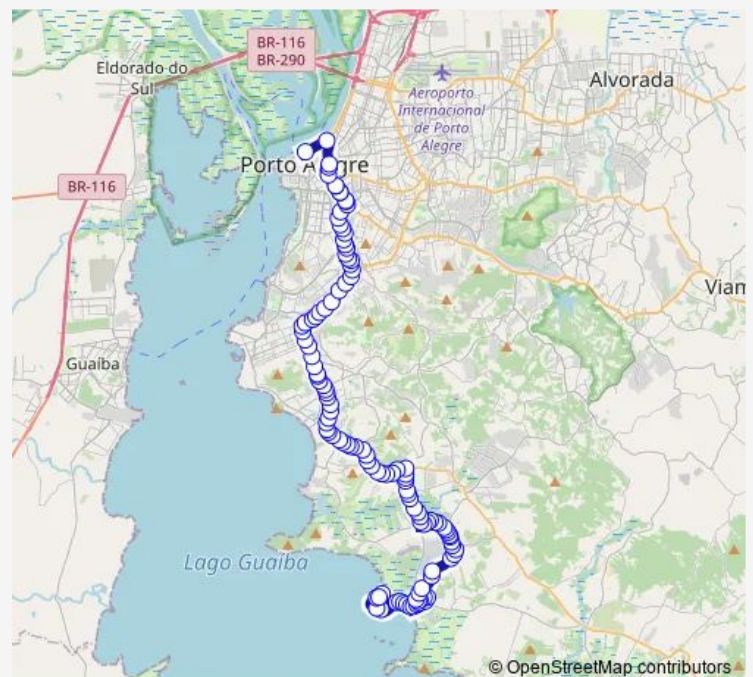 BR-116
BR-290
Eldorado do
Sul
Aeroporto
Internacional
de Porto
Alegre
Alvorada
Porto Alegre
BR-116
Viam
Guaíba
Lago Guaíba
© OpenStreetMap contributors